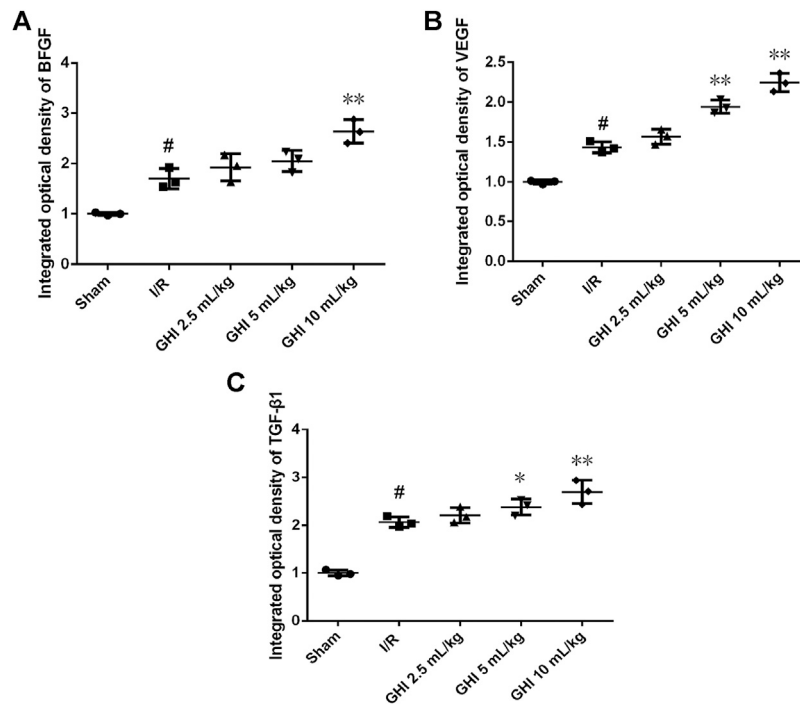 A
Integrated optical density of BFGF
4
3
2
1
0
#
**
Sham
I/R
GHI 2.5 mL/kg
GHI 5 mL/kg
GHI 10 mL/kg
B
Integrated optical density of VEGF
2.5
2.0
1.5
1.0
0.5
0.0
#
**
**
Sham
I/R
GHI 2.5 mL/kg
GHI 5 mL/kg
GHI 10 mL/kg
C
Integrated optical density of TGF-β1
4
3
2
1
0
#
*
**
Sham
I/R
GHI 2.5 mL/kg
GHI 5 mL/kg
GHI 10 mL/kg